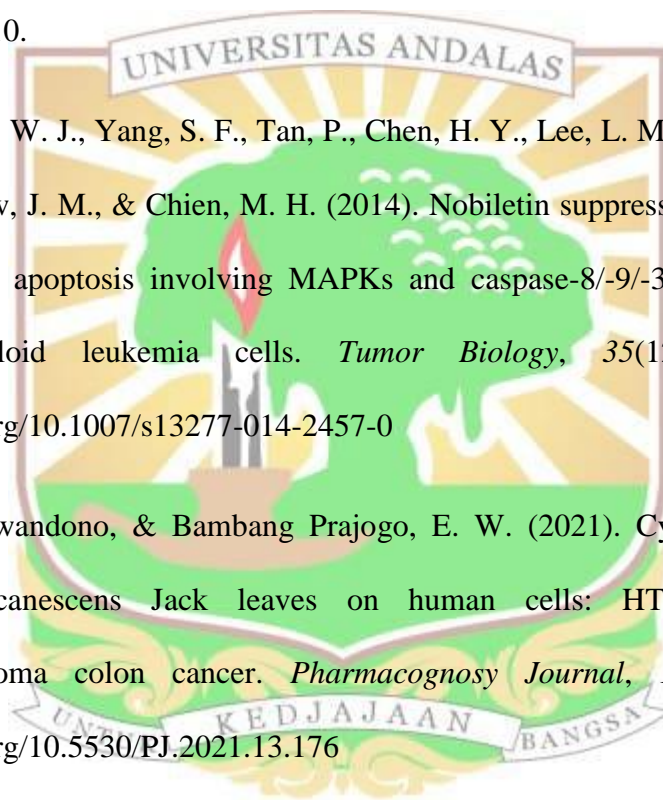 0.
UNIVERSITAS ANDALAS
W. J., Yang, S. F., Tan, P., Chen, H. Y., Lee, L. M
J. M., & Chien, M. H. (2014). Nobiletin suppress
apoptosis involving MAPKs and caspase-8/-9/-3
loid leukemia cells. Tumor Biology, 35(1
rg/10.1007/s13277-014-2457-0
wandono, & Bambang Prajogo, E. W. (2021). Cy
canescens Jack leaves on human cells: HT
oma colon cancer. Pharmacognosy Journal,
UNTUK KEDJAJAAN BANGSA
rg/10.5530/PJ.2021.13.176